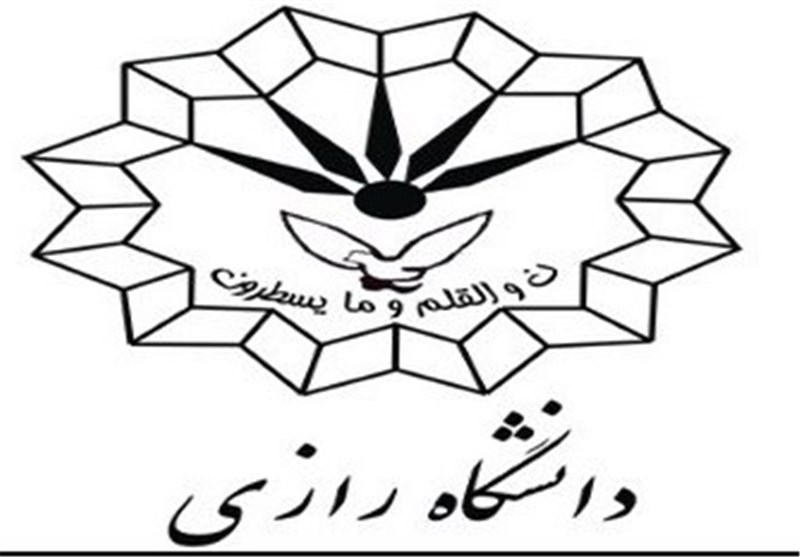 ن و القلم و ما یسطرون
دانشگاه رازی